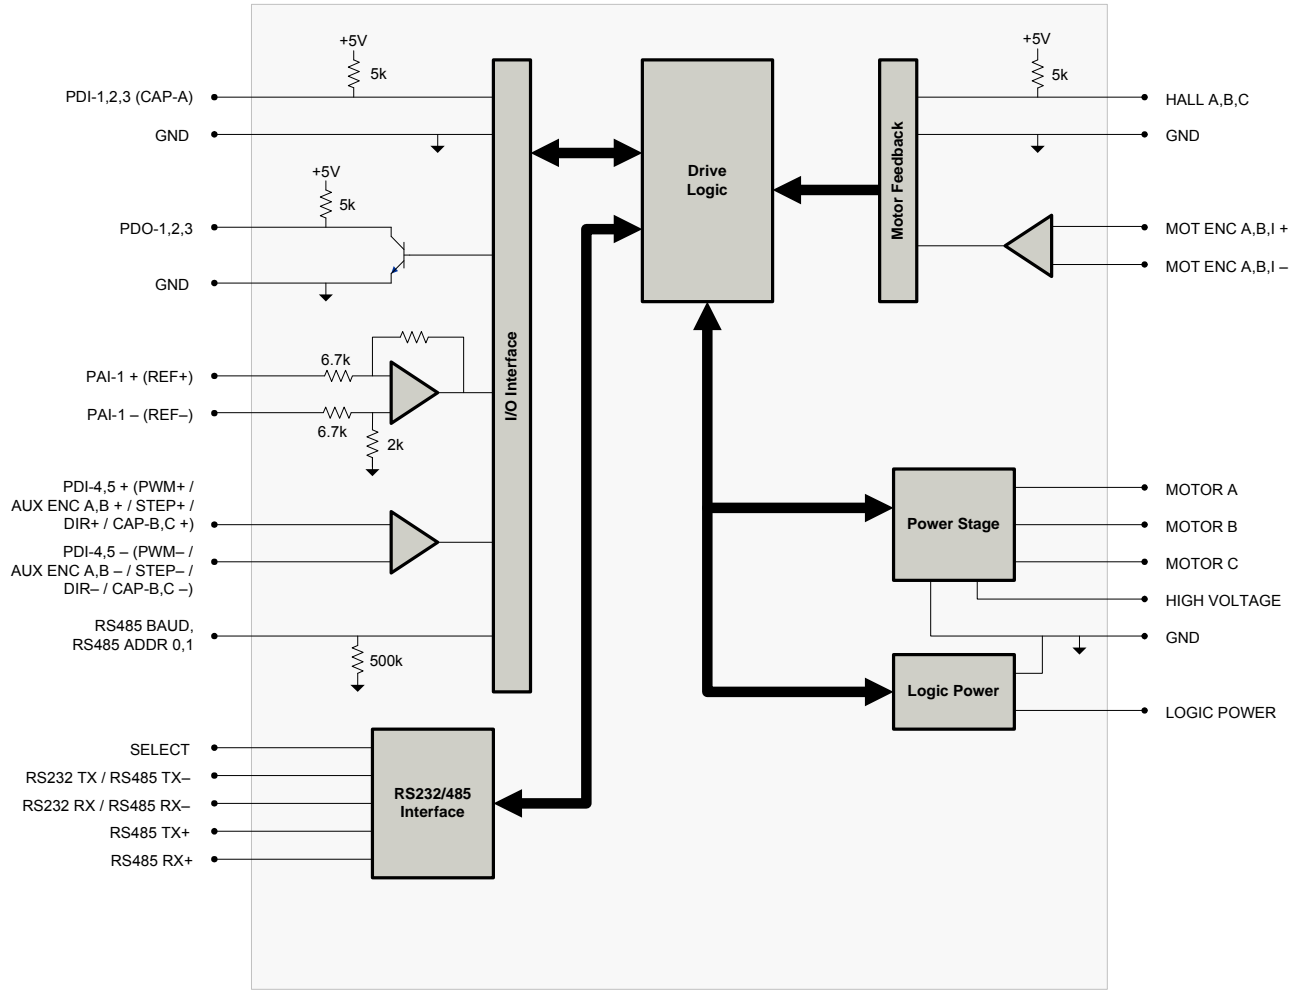 +5V
5k
PDI-1,2,3 (CAP-A)
GND
+5V
5k
PDO-1,2,3
GND
6.7k
PAI-1 + (REF+)
PAI-1 – (REF–)
6.7k
2k
PDI-4,5 + (PWM+ /
AUX ENC A,B + / STEP+ /
DIR+ / CAP-B,C +)
PDI-4,5 – (PWM– /
AUX ENC A,B – / STEP– /
DIR– / CAP-B,C –)
RS485 BAUD,
RS485 ADDR 0,1
500k
SELECT
RS232 TX / RS485 TX–
RS232 RX / RS485 RX–
RS485 TX+
RS485 RX+
RS232/485
Interface
I/O Interface
Drive
Logic
Motor Feedback
+5V
5k
HALL A,B,C
GND
MOT ENC A,B,I +
MOT ENC A,B,I –
Power Stage
MOTOR A
MOTOR B
MOTOR C
HIGH VOLTAGE
GND
Logic Power
LOGIC POWER